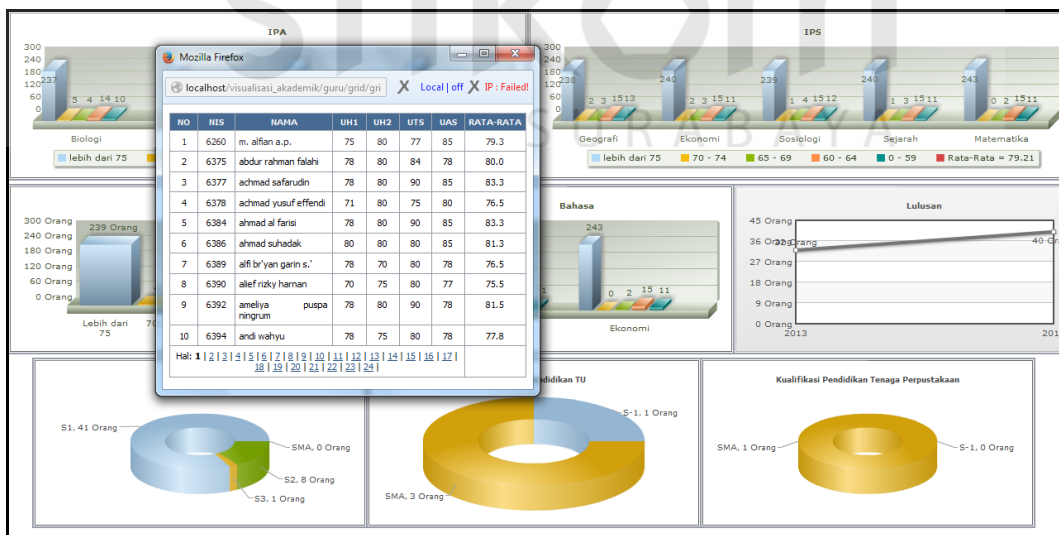 SURABAYA
IPA
300
240
180
120
60
0
237
5 4 14 10
Biologi
lebih dari 75
IPS
300
240
180
120
60
0
238 2 3 15 13
240 2 3 15 11
239 1 4 15 12
240 1 3 15 11
243 0 2 15 11
Geografi Ekonomi Sosiologi Sejarah Matematika
lebih dari 75 70 - 74 65 - 69 60 - 64 0 - 59 Rata-Rata = 79.21
Mozilla Firefox
localhost/visualisasi_akademik/guru/grid/gri X Local | off X IP : Failed!
NO NIS NAMA UH1 UH2 UTS UAS RATA-RATA
1 6260 m. alfian a.p. 75 80 77 85 79.3
2 6375 abdur rahman falahi 78 80 84 78 80.0
3 6377 achmad safarudin 78 80 90 85 83.3
4 6378 achmad yusuf effendi 71 80 75 80 76.5
5 6384 ahmad al farisi 78 80 90 85 83.3
6 6386 ahmad suhadak 80 80 80 85 81.3
7 6389 alfi br'yan garin s.' 78 70 80 78 76.5
8 6390 alief rizky harnan 70 75 80 77 75.5
9 6392 ameliya puspa ningrum 78 80 90 78 81.5
10 6394 andi wahyu 78 75 80 78 77.8
Hal: 1 | 2 | 3 | 4 | 5 | 6 | 7 | 8 | 9 | 10 | 11 | 12 | 13 | 14 | 15 | 16 | 17 |
18 | 19 | 20 | 21 | 22 | 23 | 24 |
300 Orang
240 Orang
180 Orang
120 Orang
60 Orang
0 Orang
239 Orang
Lebih dari
75
Bahasa
243
0 2 15 11
Ekonomi
Lulusan
45 Orang
36 Orang
27 Orang
18 Orang
9 Orang
0 Orang
32 Orang
40 Or
2013
201
S1, 41 Orang
SMA, 0 Orang
S2, 8 Orang
S3, 1 Orang
ndidikan TU
S-1, 1 Orang
SMA, 3 Orang
Kualifikasi Pendidikan Tenaga Perpustakaan
SMA, 1 Orang
S-1, 0 Orang